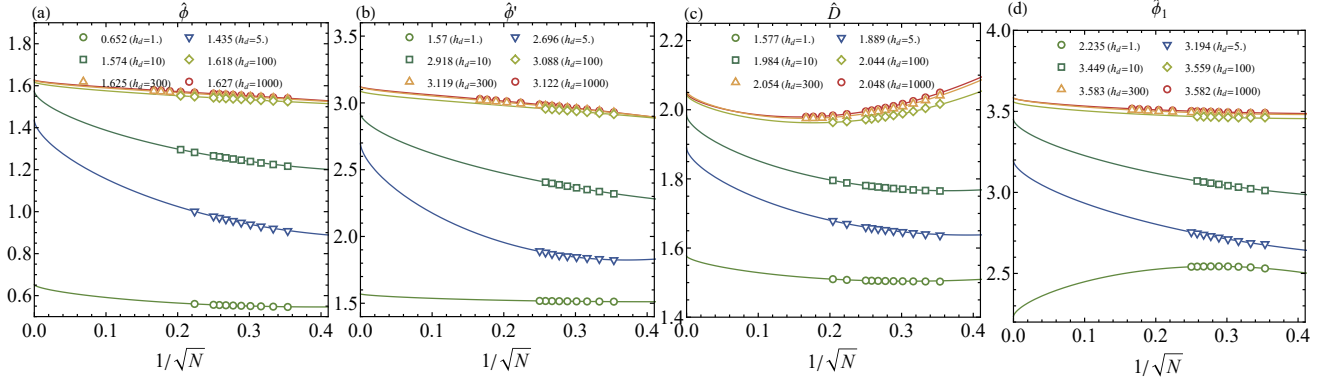 (a) ϕ̂
0.652 (h_d=1.) 1.435 (h_d=5.)
1.574 (h_d=10) 1.618 (h_d=100)
1.625 (h_d=300) 1.627 (h_d=1000)
1.8
1.6
1.4
1.2
1.0
0.8
0.6
0.0 0.1 0.2 0.3 0.4
1/√N
(b) ϕ̂'
1.57 (h_d=1.) 2.696 (h_d=5.)
2.918 (h_d=10) 3.088 (h_d=100)
3.119 (h_d=300) 3.122 (h_d=1000)
3.5
3.0
2.5
2.0
1.5
0.0 0.1 0.2 0.3 0.4
1/√N
(c) D̂
1.577 (h_d=1.) 1.889 (h_d=5.)
1.984 (h_d=10) 2.044 (h_d=100)
2.054 (h_d=300) 2.048 (h_d=1000)
2.2
2.0
1.8
1.6
1.4
0.0 0.1 0.2 0.3 0.4
1/√N
(d) ϕ̂₁
2.235 (h_d=1.) 3.194 (h_d=5.)
3.449 (h_d=10) 3.559 (h_d=100)
3.583 (h_d=300) 3.582 (h_d=1000)
4.0
3.5
3.0
2.5
0.0 0.1 0.2 0.3 0.4
1/√N